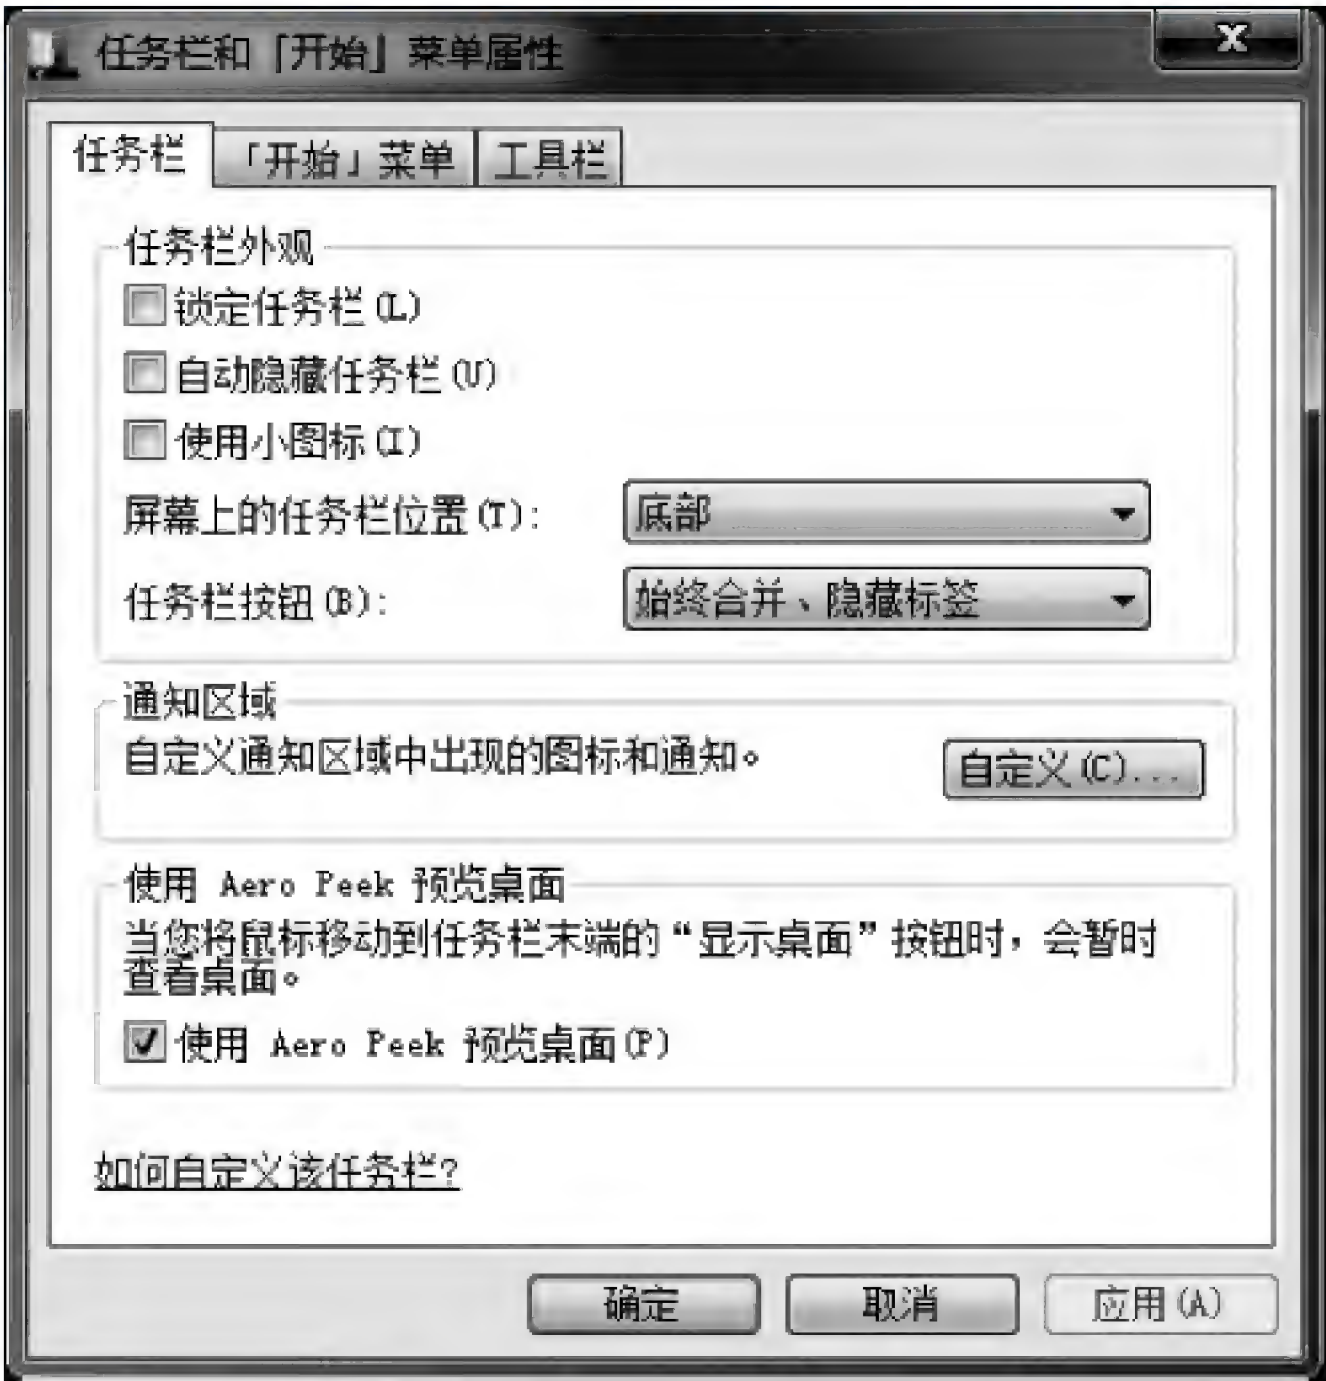 任务栏和「开始」菜单属性
任务栏
「开始」菜单
工具栏
任务栏外观
锁定任务栏(L)
自动隐藏任务栏(U)
使用小图标(I)
屏幕上的任务栏位置(T):
底部
任务栏按钮(B):
始终合并、隐藏标签
通知区域
自定义通知区域中出现的图标和通知。
自定义(C)...
使用 Aero Peek 预览桌面
当您将鼠标移动到任务栏末端的“显示桌面”按钮时，会暂时
查看桌面。
使用 Aero Peek 预览桌面(P)
如何自定义该任务栏?
确定
取消
应用(A)